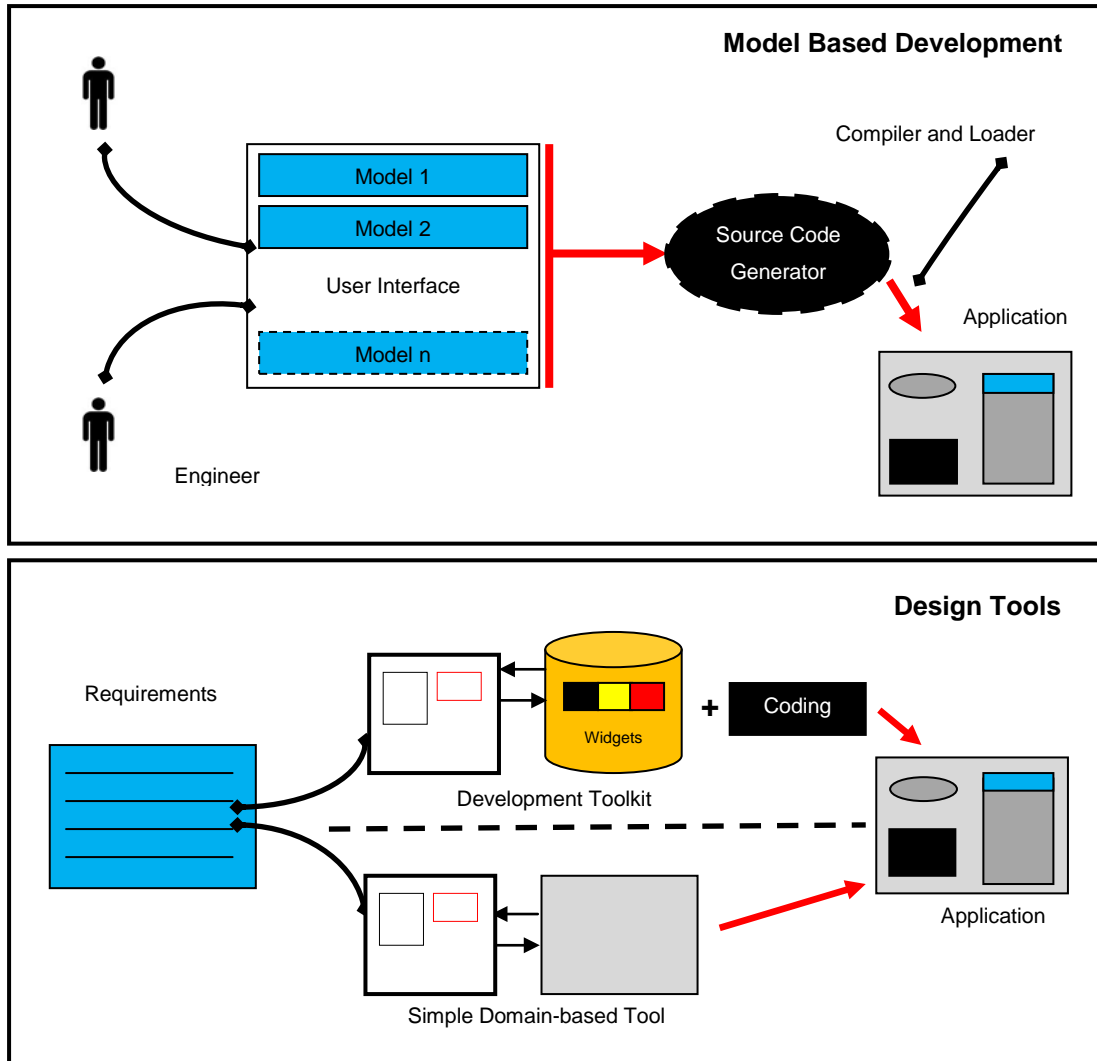 Model Based Development
Compiler and Loader
Model 1
Model 2
User Interface
Model n
Source Code
Generator
Application
Engineer
Design Tools
Requirements
Widgets
+
Coding
Development Toolkit
Application
Simple Domain-based Tool